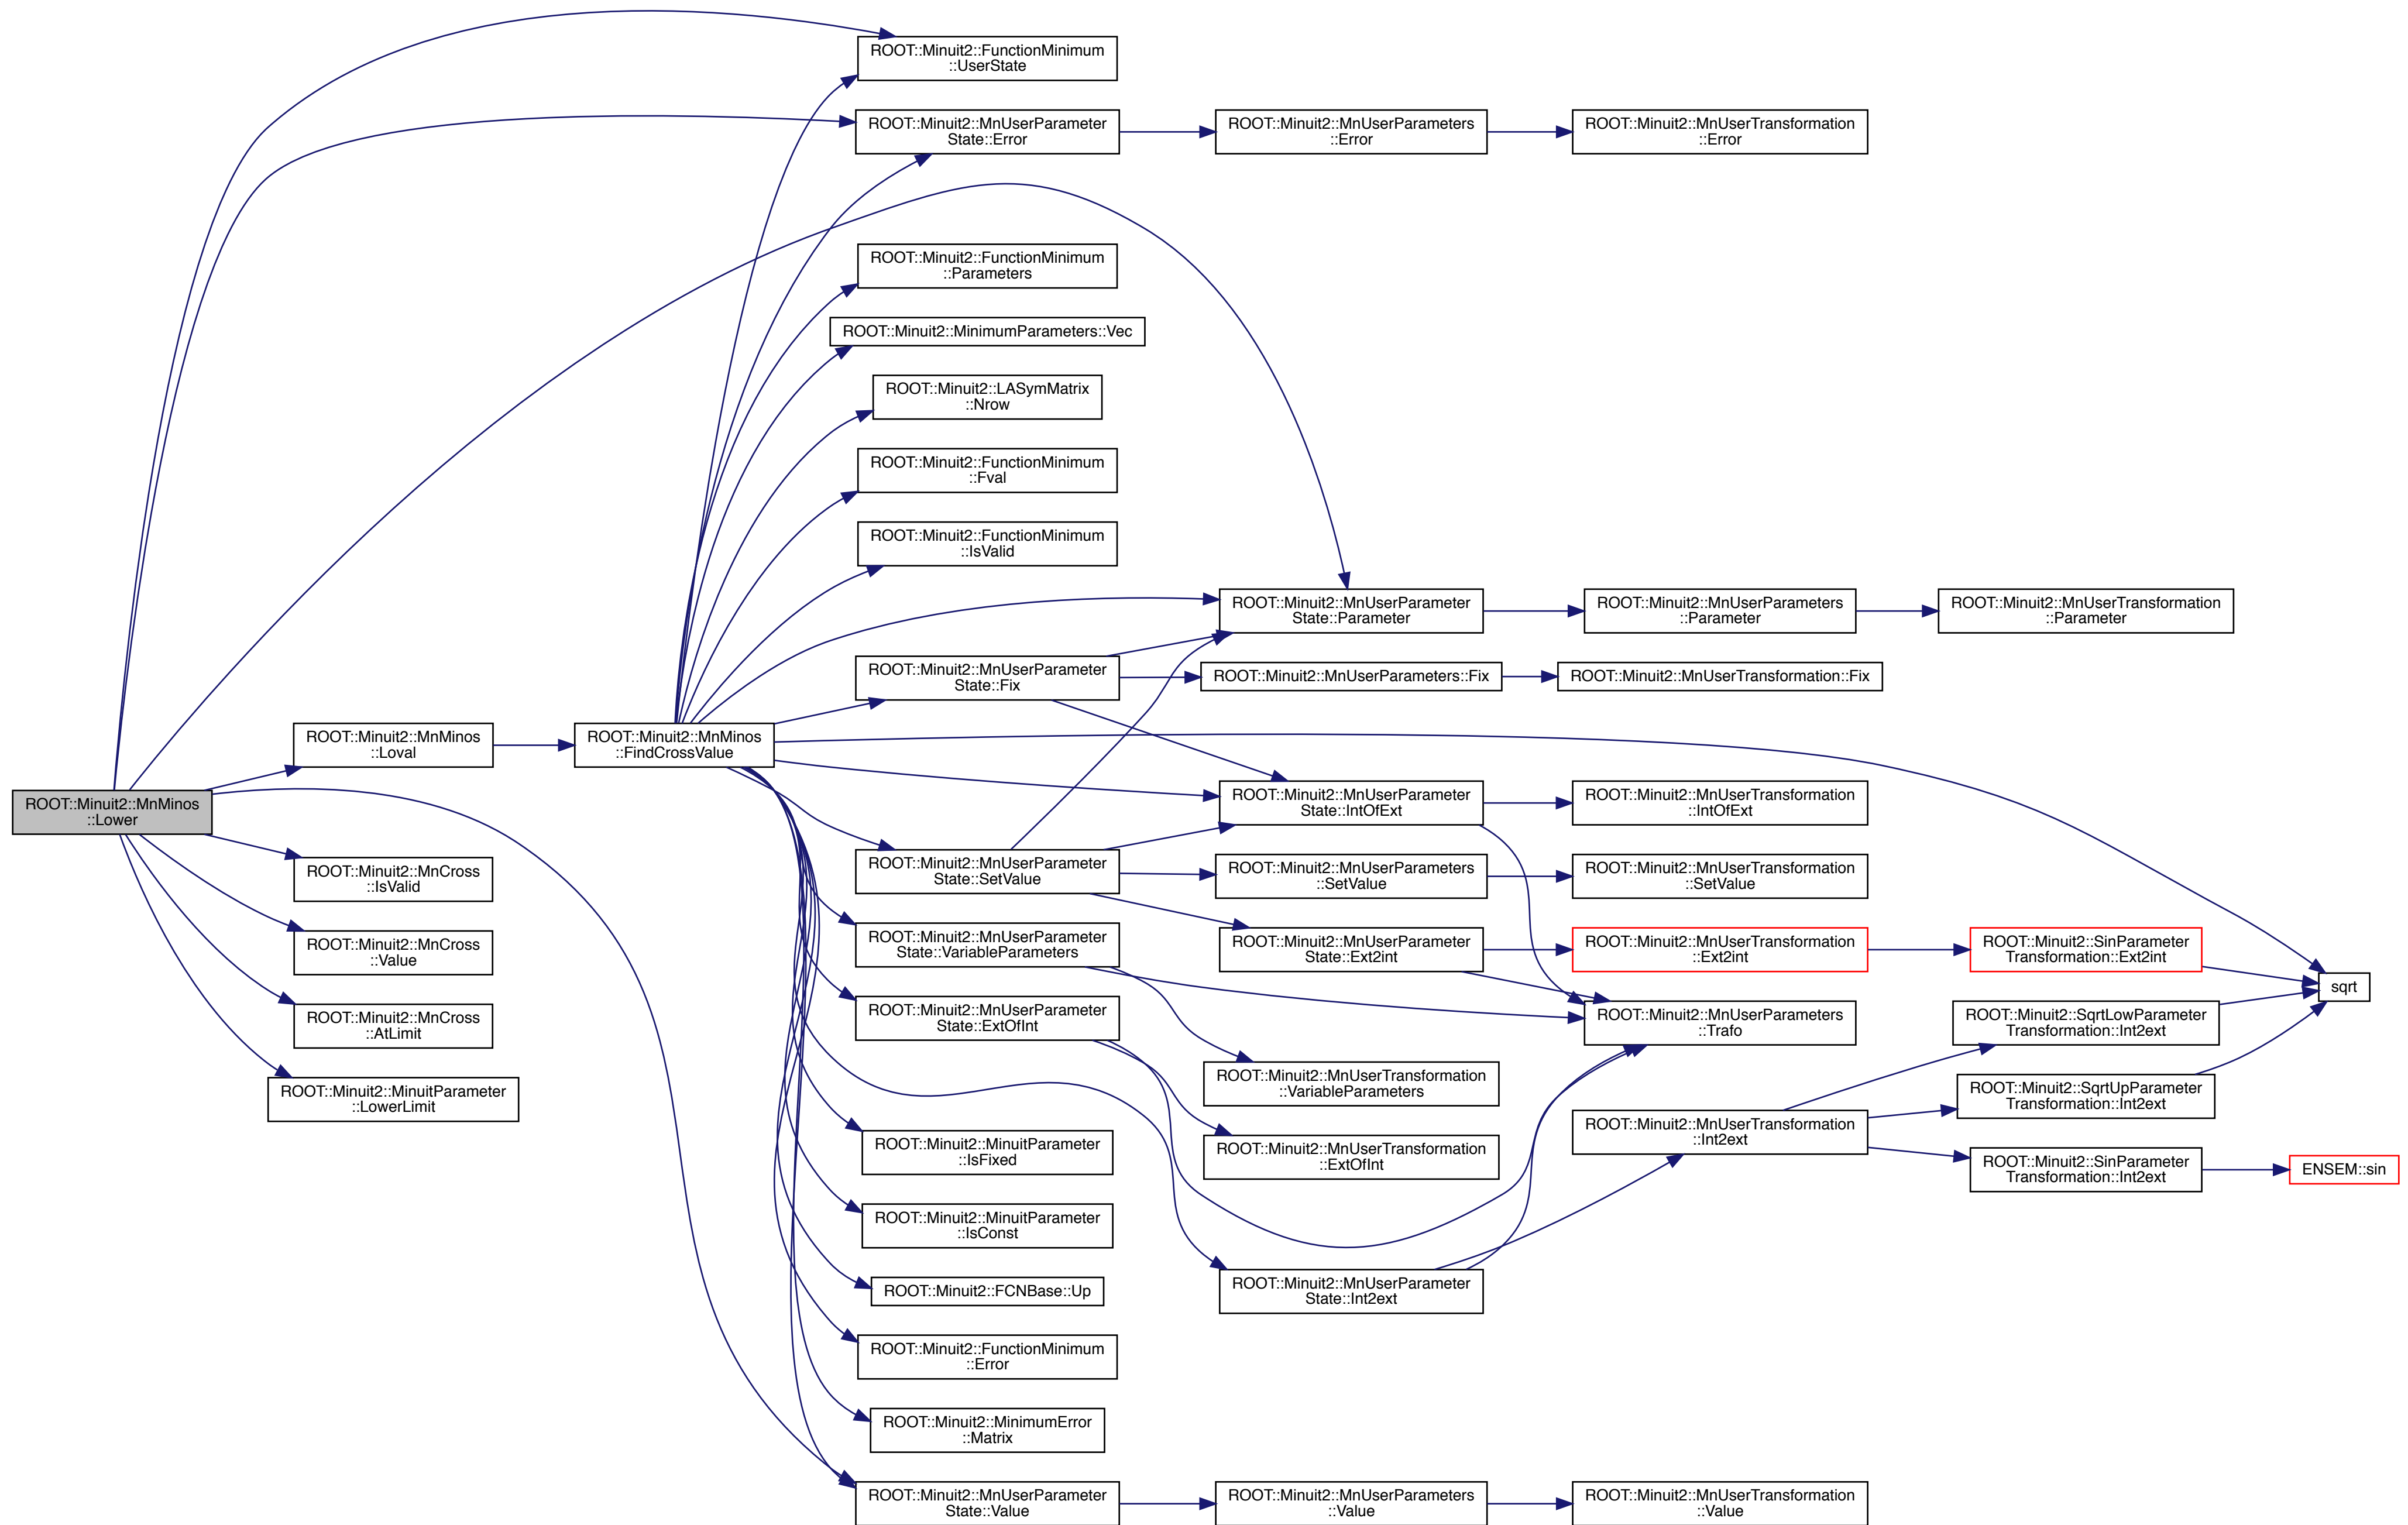 ROOT::Minuit2::MnMinos
::Lower
ROOT::Minuit2::MnMinos
::Loval
ROOT::Minuit2::MnCross
::IsValid
ROOT::Minuit2::MnCross
::Value
ROOT::Minuit2::MnCross
::AtLimit
ROOT::Minuit2::MinuitParameter
::LowerLimit
ROOT::Minuit2::MnMinos
::FindCrossValue
ROOT::Minuit2::FunctionMinimum
::UserState
ROOT::Minuit2::MnUserParameter
State::Error
ROOT::Minuit2::FunctionMinimum
::Parameters
ROOT::Minuit2::MinimumParameters::Vec
ROOT::Minuit2::LASymMatrix
::Nrow
ROOT::Minuit2::FunctionMinimum
::Fval
ROOT::Minuit2::FunctionMinimum
::IsValid
ROOT::Minuit2::MnUserParameter
State::Fix
ROOT::Minuit2::MnUserParameter
State::SetValue
ROOT::Minuit2::MnUserParameter
State::VariableParameters
ROOT::Minuit2::MnUserParameter
State::ExtOfInt
ROOT::Minuit2::MinuitParameter
::IsFixed
ROOT::Minuit2::MinuitParameter
::IsConst
ROOT::Minuit2::FCNBase::Up
ROOT::Minuit2::FunctionMinimum
::Error
ROOT::Minuit2::MinimumError
::Matrix
ROOT::Minuit2::MnUserParameter
State::Value
ROOT::Minuit2::MnUserParameters
::Error
ROOT::Minuit2::MnUserParameter
State::Parameter
ROOT::Minuit2::MnUserParameters::Fix
ROOT::Minuit2::MnUserParameter
State::IntOfExt
ROOT::Minuit2::MnUserParameters
::SetValue
ROOT::Minuit2::MnUserParameter
State::Ext2int
ROOT::Minuit2::MnUserTransformation
::VariableParameters
ROOT::Minuit2::MnUserTransformation
::ExtOfInt
ROOT::Minuit2::MnUserParameter
State::Int2ext
ROOT::Minuit2::MnUserParameters
::Value
ROOT::Minuit2::MnUserTransformation
::Error
ROOT::Minuit2::MnUserParameters
::Parameter
ROOT::Minuit2::MnUserTransformation::Fix
ROOT::Minuit2::MnUserTransformation
::IntOfExt
ROOT::Minuit2::MnUserTransformation
::SetValue
ROOT::Minuit2::MnUserTransformation
::Ext2int
ROOT::Minuit2::MnUserParameters
::Trafo
ROOT::Minuit2::MnUserTransformation
::Int2ext
ROOT::Minuit2::MnUserTransformation
::Value
ROOT::Minuit2::MnUserTransformation
::Parameter
ROOT::Minuit2::SinParameter
Transformation::Ext2int
ROOT::Minuit2::SqrtLowParameter
Transformation::Int2ext
ROOT::Minuit2::SqrtUpParameter
Transformation::Int2ext
ROOT::Minuit2::SinParameter
Transformation::Int2ext
sqrt
ENSEM::sin